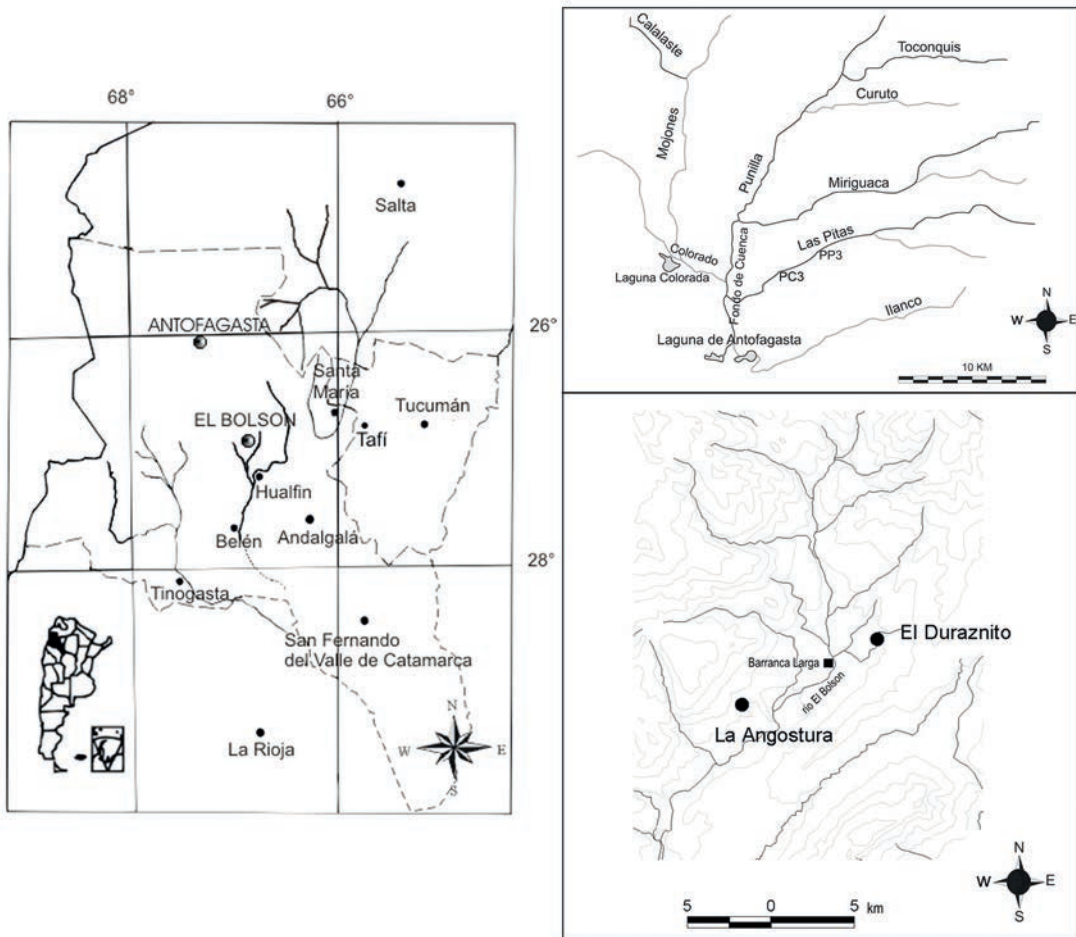 68°
66°
Salta
26°
ANTOFAGASTA
Santa
María
Tucumán
EL BOLSON
Tafí
Hualfin
Andalgalá
Belén
28°
Tinogasta
San Fernando
del Valle de Catamarca
La Rioja
N
W
E
S
Calalaste
Toconquis
Curuto
Mojones
Punilla
Miriguaca
Las Pitas
PP3
PC3
Colorado
Laguna Colorada
Fondo de Cuenca
Ilanco
Laguna de Antofagasta
N
W
E
S
10 KM
El Duraznito
Barranca Larga
río El Bolson
La Angostura
N
W
E
S
5 0 5 km